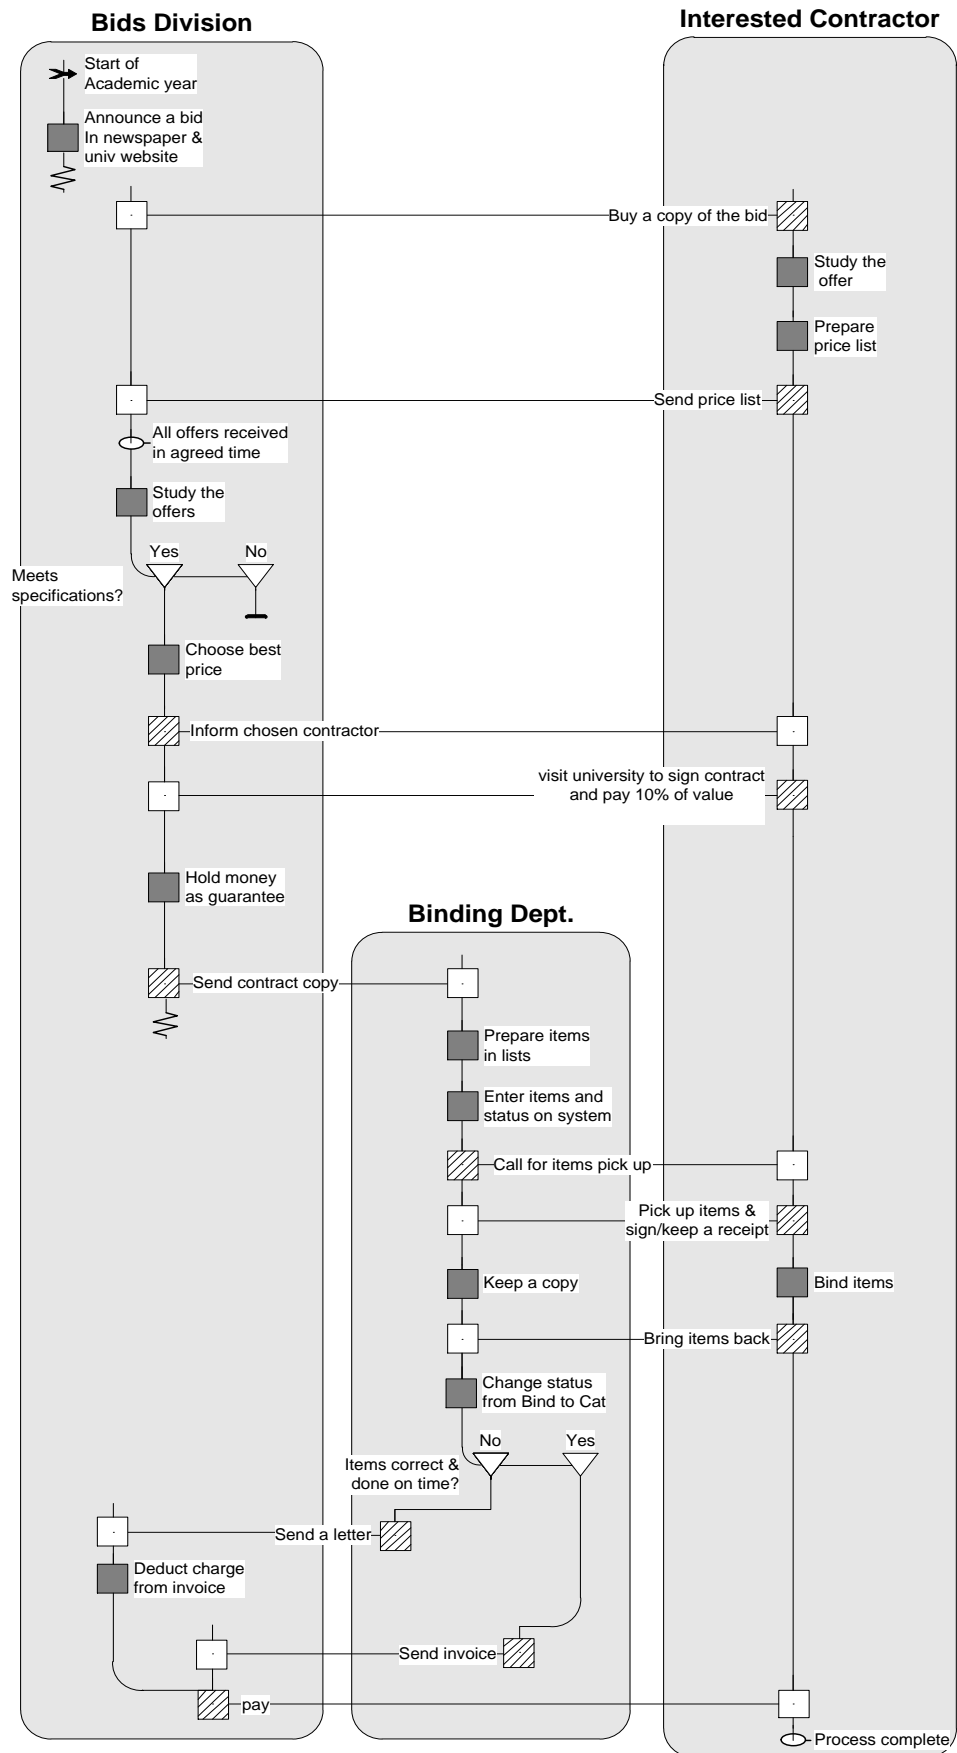 Bids Division
Interested Contractor
Start of
Academic year
Announce a bid
In newspaper &
univ website
Buy a copy of the bid
Study the
offer
Prepare
price list
Send price list
All offers received
in agreed time
Study the
offers
Yes
No
Meets
specifications?
Choose best
price
Inform chosen contractor
visit university to sign contract
and pay 10% of value
Hold money
as guarantee
Binding Dept.
Send contract copy
Prepare items
in lists
Enter items and
status on system
Call for items pick up
Pick up items &
sign/keep a receipt
Keep a copy
Bind items
Bring items back
Change status
from Bind to Cat
No
Yes
Items correct &
done on time?
Send a letter
Deduct charge
from invoice
Send invoice
pay
Process complete